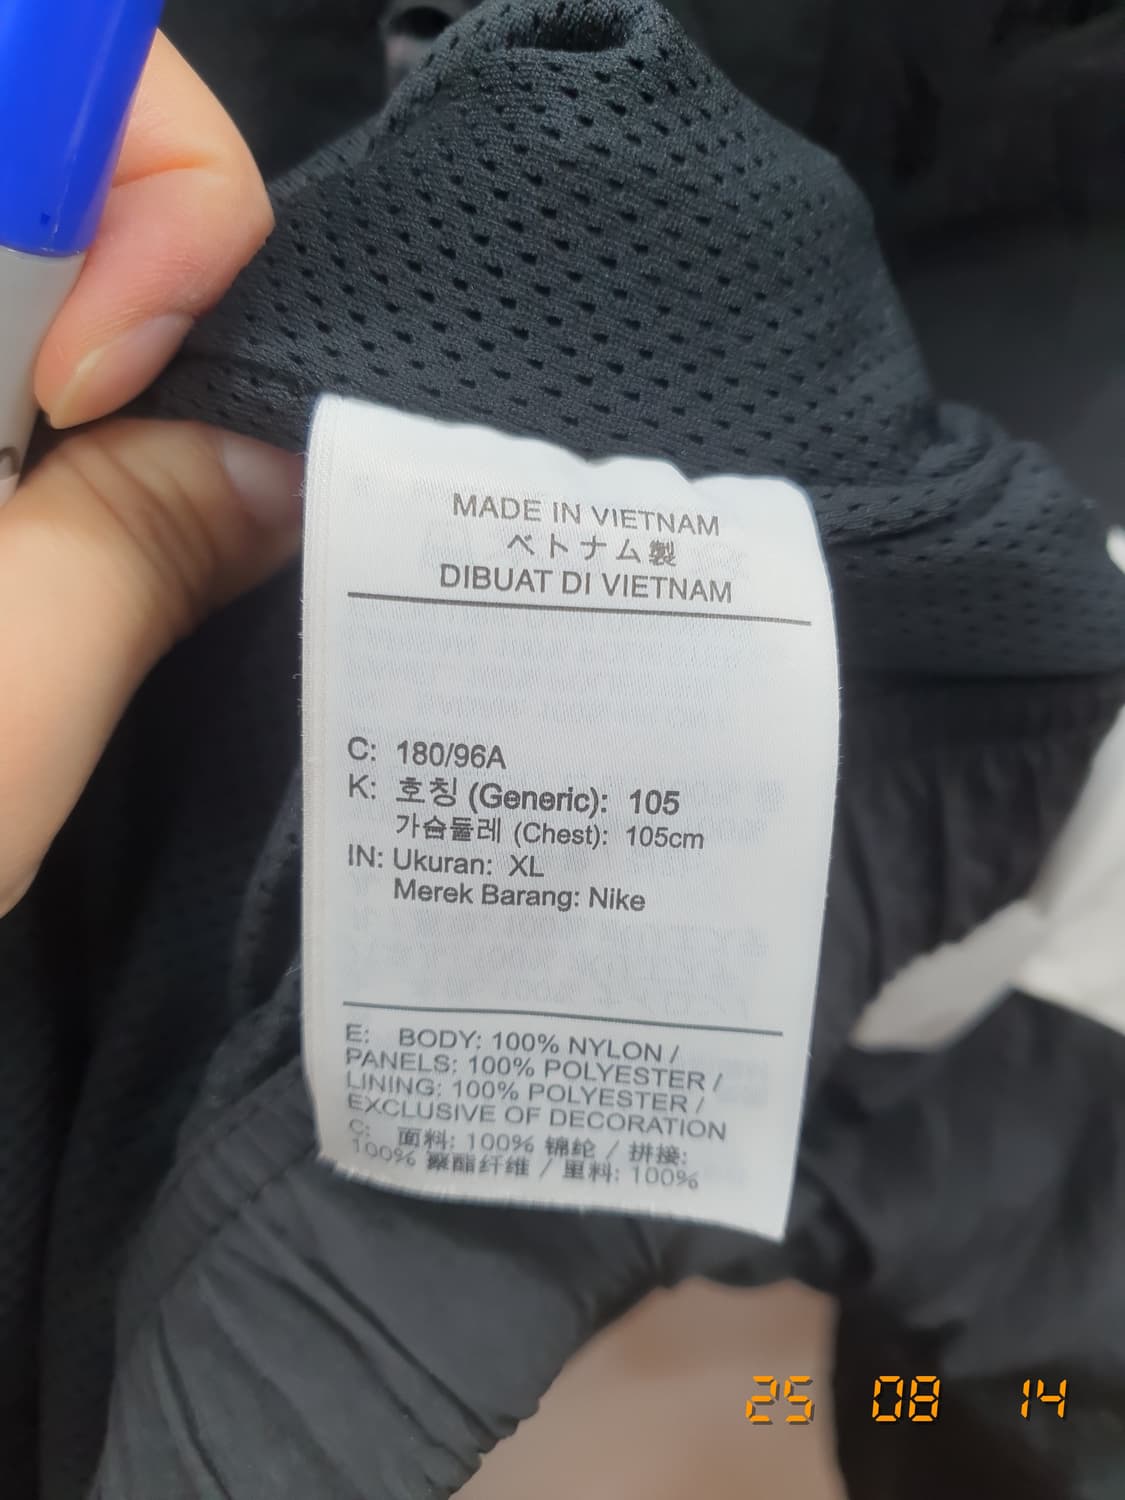 MADE IN VIETNAM
ベトナム製
DIBUAT DI VIETNAM
C: 180/96A
K: 호칭 (Generic): 105
가슴둘레 (Chest): 105cm
IN: Ukuran: XL
Merek Barang: Nike
E: BODY: 100% NYLON /
PANELS: 100% POLYESTER /
LINING: 100% POLYESTER /
EXCLUSIVE OF DECORATION
C: 面料: 100% 锦纶 / 拼接:
100% 聚酯纤维 / 里料: 100%
25 08 14